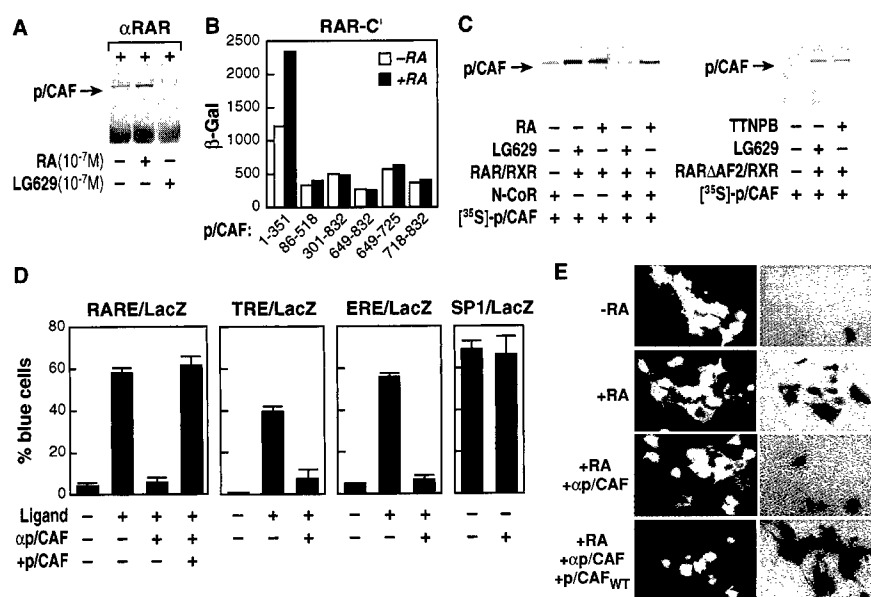 A
αRAR
+ + +
p/CAF
RA(10⁻⁷M) − + −
LG629(10⁻⁷M) − − +
B
RAR-C'
β-Gal
2500
2000
1500
1000
500
0
−RA
+RA
p/CAF:
1-351
86-518
301-832
649-832
649-725
718-832
C
p/CAF
RA − − + − +
LG629 − + − + −
RAR/RXR − + + + +
N-CoR − − − + +
[³⁵S]-p/CAF + + + + +
p/CAF
TTNPB − − +
LG629 − + −
RARΔAF2/RXR − + +
[³⁵S]-p/CAF + + +
D
RARE/LacZ
TRE/LacZ
ERE/LacZ
SP1/LacZ
% blue cells
80
60
40
20
0
Ligand − + + + − + + − + + − −
αp/CAF − − + + − − + − − + − +
+p/CAF − − − +
E
-RA
+RA
+RA
+αp/CAF
+RA
+αp/CAF
+p/CAF_WT